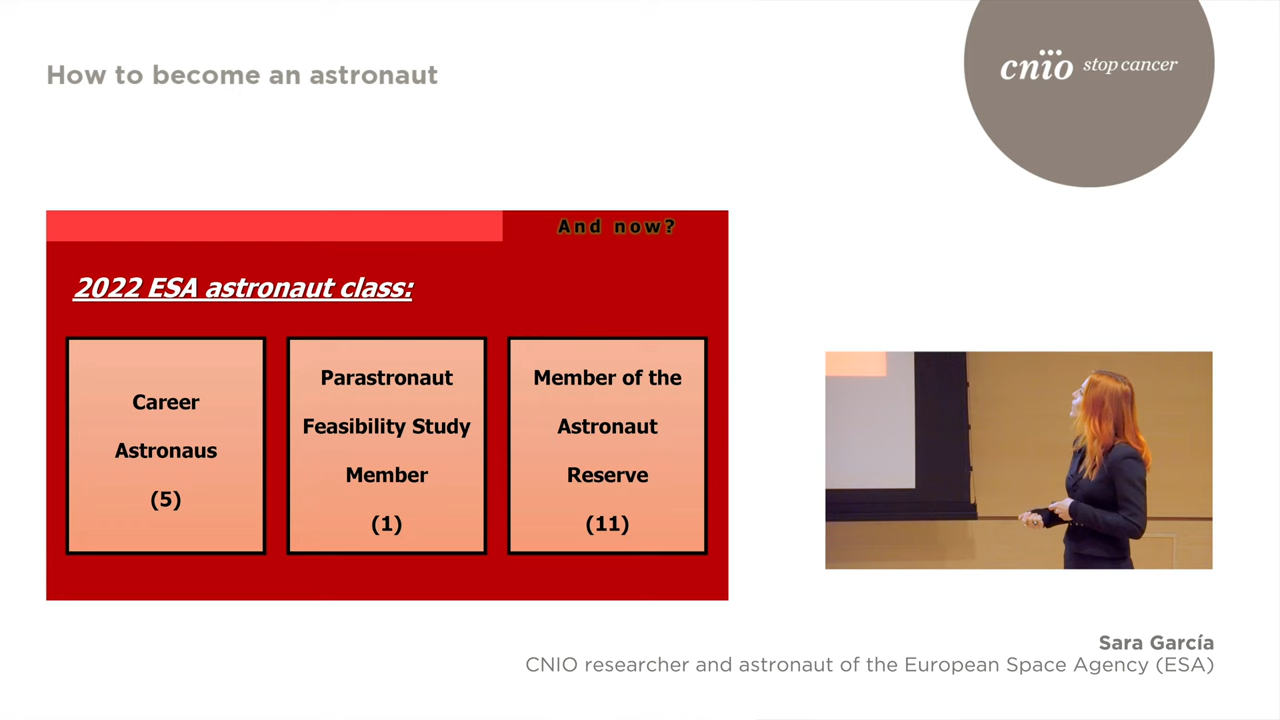 How to become an astronaut
cnio stop cancer
And now?
2022 ESA astronaut class:
Career
Astronaus
(5)
Parastronaut
Feasibility Study
Member
(1)
Member of the
Astronaut
Reserve
(11)
Sara García
CNIO researcher and astronaut of the European Space Agency (ESA)